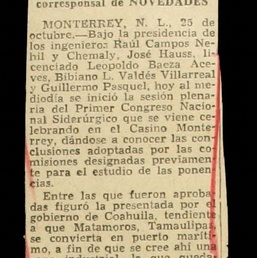 corresponsal de NOVEDADES
MONTERREY, N. L., 25 de
octubre.—Bajo la presidencia de
los ingenieros Raúl Campos Ne-
hil y Chemaly, José Hauss, li-
cenciado Leopoldo Baeza Ace-
ves, Bibiano L. Valdés Villarreal
y Guillermo Pasquel, hoy al me-
diodía se inició la sesión plena-
ria del Primer Congreso Nacio-
nal Siderúrgico que se viene ce-
lebrando en el Casino Monte-
rrey, dándose a conocer las con-
clusiones adoptadas por las co-
misiones designadas previamen-
te para el estudio de las ponen-
cias.
Entre las que fueron aproba-
das figuró la presentada por el
gobierno de Coahuila, tendien-
te a que Matamoros, Tamaulipas,
se convierta en puerto maríti-
mo, a fin de que se cree ahí una
industrial